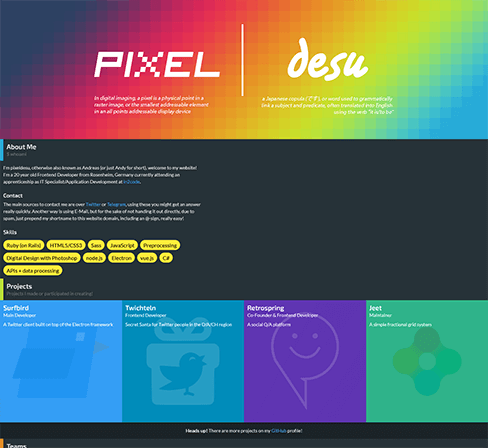 PIXEL desu
In digital imaging, a pixel is a physical point in a
raster image, or the smallest addressable element
in an all points addressable display device
a Japanese copula ("です"), or word used to grammatically
link a subject and predicate, often translated into English
using the verb "it is/to be"
About Me
I'm pixeldesu, otherwise also known as Andreas (or just Andy for short), welcome to my website!
I'm a 20 year old Frontend Developer from Rosenheim, Germany currently attending an
apprenticeship as IT Specialist/Application Development at in2code.
Contact
The main sources to contact me are over Twitter or Telegram, using these you might get an answer
really quickly. Another way is using E-Mail, but for the sake of not handing it out directly, due to
spam, just prepend my shortname to this website domain, including an @-sign, really easy!
Skills
Ruby (on Rails) HTML5/CSS3 Sass JavaScript Preprocessing
Digital Design with Photoshop node.js Electron vue.js C#
APIs + data processing
Projects
Projects I made or participated in creating!
Surfbird Twichteln Retrospring Jeet
Main Developer Frontend Developer Co-Founder & Frontend Developer Maintainer
A Twitter client built on top of the Electron framework Secret Santa for Twitter people in the D/A/CH region A social Q/A platform A simple fractional grid system
Heads up! There are more projects on my GitHub profile!
Teams